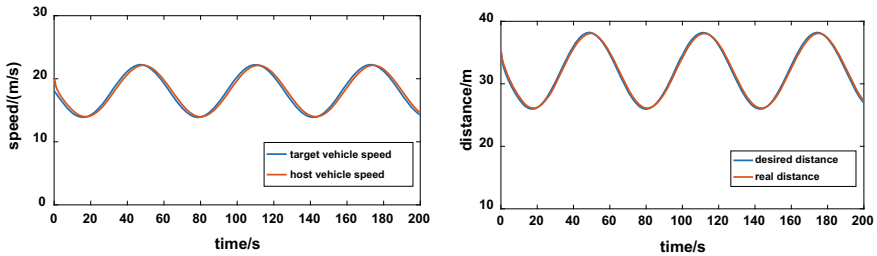 30
20
10
0
speed/(m/s)
target vehicle speed
host vehicle speed
0 20 40 60 80 100 120 140 160 180 200
time/s
40
30
20
10
distance/m
desired distance
real distance
0 20 40 60 80 100 120 140 160 180 200
time/s